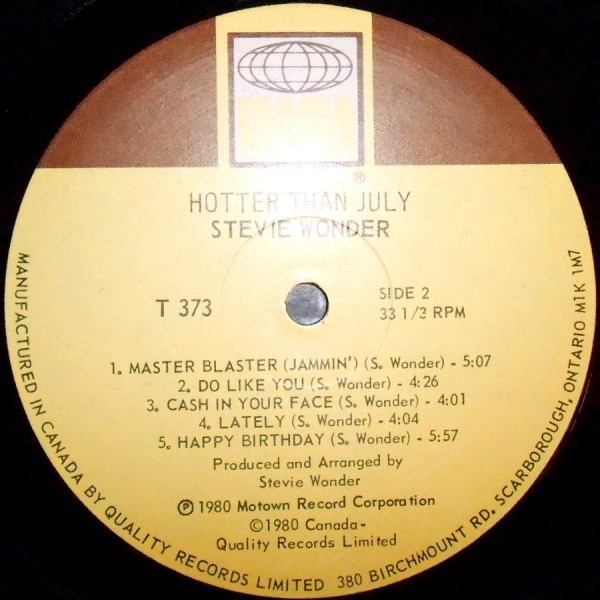 TAMLA
®
HOTTER THAN JULY
STEVIE WONDER
T 373
SIDE 2
33 1/3 RPM
1. MASTER BLASTER (JAMMIN') (S. Wonder) - 5:07
2. DO LIKE YOU (S. Wonder) - 4:26
3. CASH IN YOUR FACE (S. Wonder) - 4:01
4. LATELY (S. Wonder) - 4:04
5. HAPPY BIRTHDAY (S. Wonder) - 5:57
Produced and Arranged by
Stevie Wonder
℗ 1980 Motown Record Corporation
©1980 Canada-
Quality Records Limited
MANUFACTURED IN CANADA BY QUALITY RECORDS LIMITED 380 BIRCHMOUNT RD. SCARBOROUGH, ONTARIO M1K 1M7